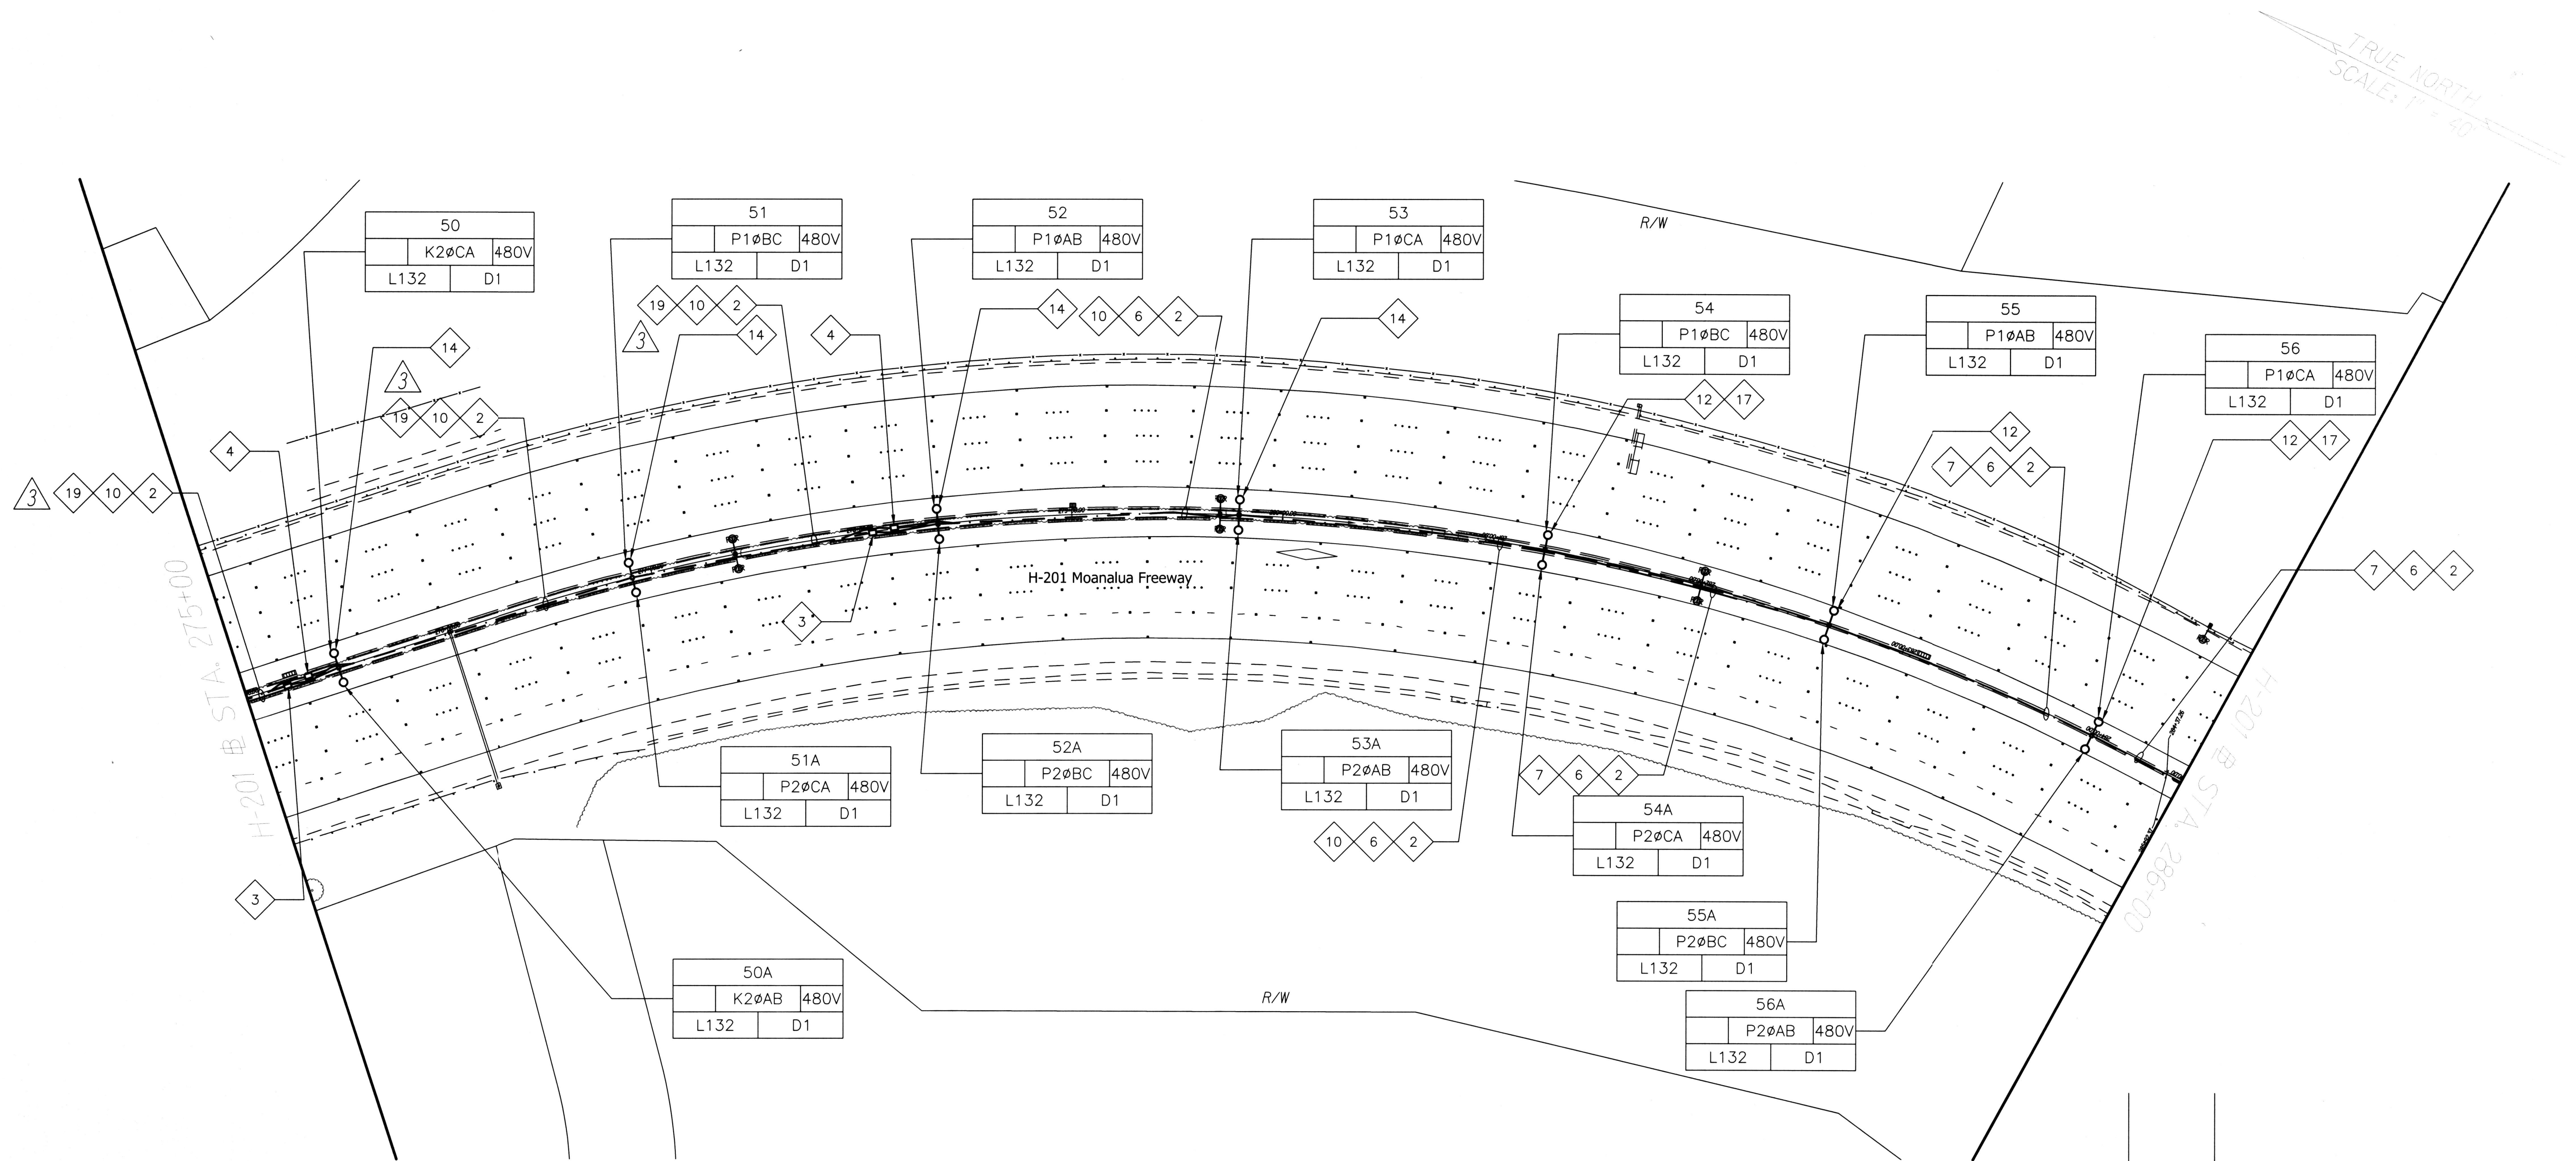 TRUE NORTH
SCALE: 1" = 40'
R/W
50
K2øCA 480V
L132 D1
51
P1øBC 480V
L132 D1
52
P1øAB 480V
L132 D1
53
P1øCA 480V
L132 D1
54
P1øBC 480V
L132 D1
55
P1øAB 480V
L132 D1
56
P1øCA 480V
L132 D1
19 10 2
3
14
4
14
10 6 2
14
14
3
19 10 2
4
3 19 10 2
12 17
12
7 6 2
12 17
7 6 2
H-201 Moanalua Freeway
3
H-201 B STA. 275+00
H-201 B STA. 286+00
284+37.26
51A
P2øCA 480V
L132 D1
52A
P2øBC 480V
L132 D1
53A
P2øAB 480V
L132 D1
7 6 2
10 6 2
54A
P2øCA 480V
L132 D1
3
55A
P2øBC 480V
L132 D1
50A
K2øAB 480V
L132 D1
R/W
56A
P2øAB 480V
L132 D1